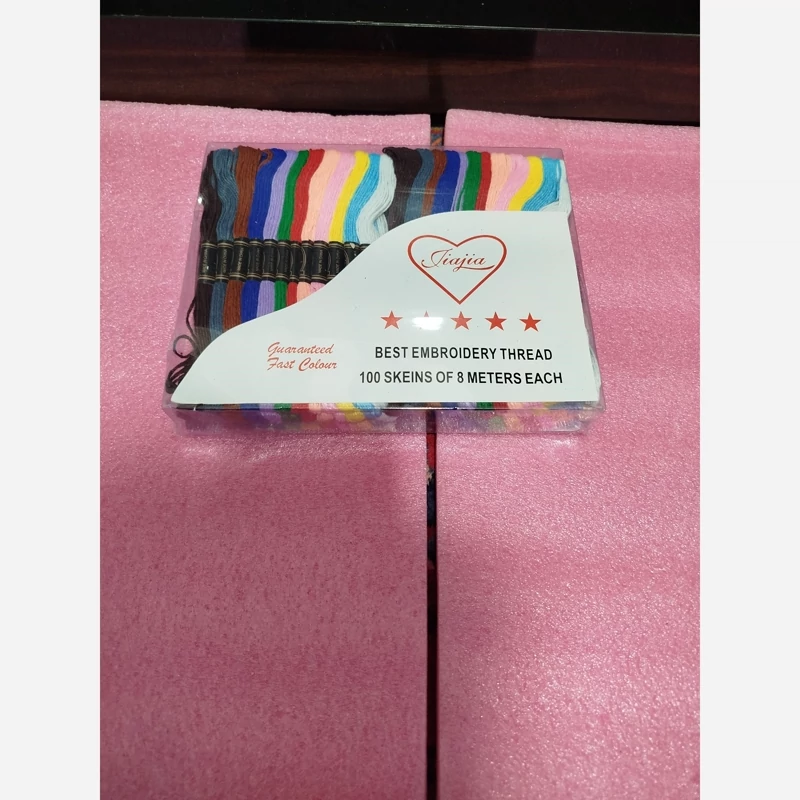 Jiajia
Guaranteed
Fast Colour
BEST EMBROIDERY THREAD
100 SKEINS OF 8 METERS EACH